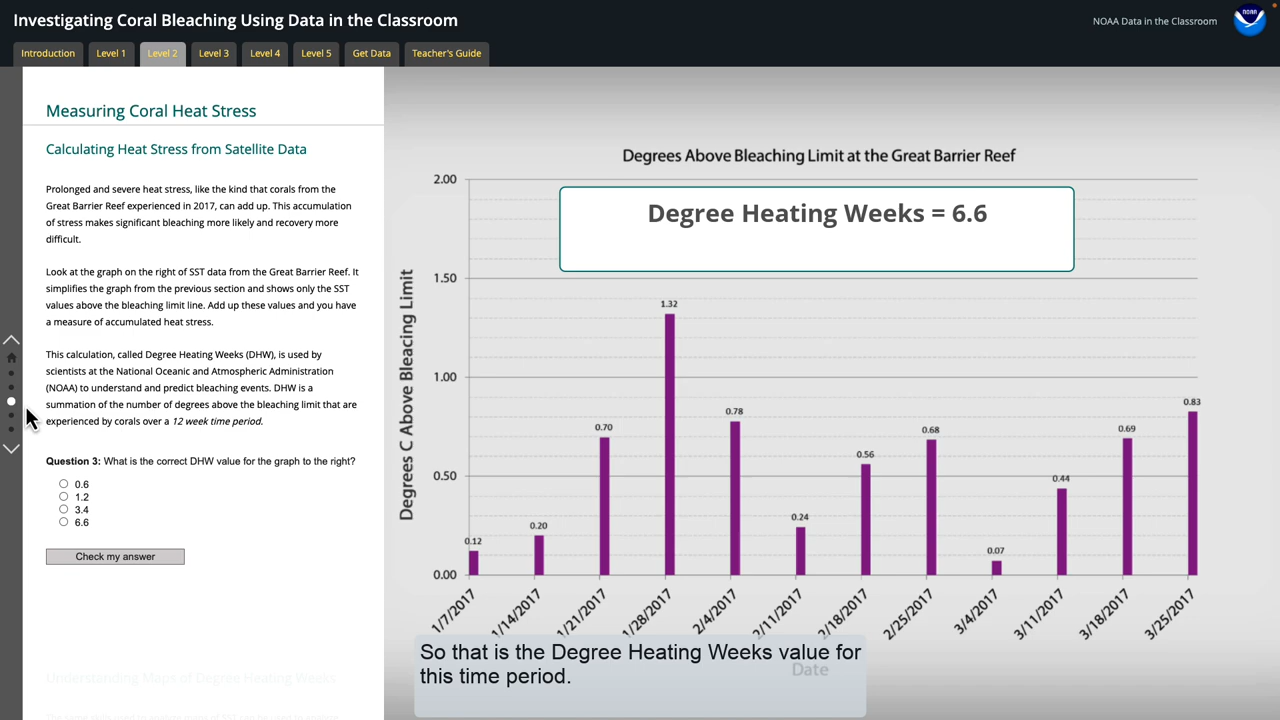 Investigating Coral Bleaching Using Data in the Classroom
NOAA Data in the Classroom
NOAA
Introduction
Level 1
Level 2
Level 3
Level 4
Level 5
Get Data
Teacher's Guide
Measuring Coral Heat Stress
Calculating Heat Stress from Satellite Data
Prolonged and severe heat stress, like the kind that corals from the
Great Barrier Reef experienced in 2017, can add up. This accumulation
of stress makes significant bleaching more likely and recovery more
difficult.
Look at the graph on the right of SST data from the Great Barrier Reef. It
simplifies the graph from the previous section and shows only the SST
values above the bleaching limit line. Add up these values and you have
a measure of accumulated heat stress.
This calculation, called Degree Heating Weeks (DHW), is used by
scientists at the National Oceanic and Atmospheric Administration
(NOAA) to understand and predict bleaching events. DHW is a
summation of the number of degrees above the bleaching limit that are
experienced by corals over a 12 week time period.
Question 3: What is the correct DHW value for the graph to the right?
0.6
1.2
3.4
6.6
Check my answer
Understanding Maps of Degree Heating Weeks
Degrees Above Bleaching Limit at the Great Barrier Reef
Degree Heating Weeks = 6.6
Degrees C Above Bleacing Limit
2.00
1.50
1.00
0.50
0.00
0.12
0.20
0.70
1.32
0.78
0.24
0.56
0.68
0.07
0.44
0.69
0.83
1/7/2017
1/14/2017
1/21/2017
1/28/2017
2/4/2017
2/11/2017
2/18/2017
2/25/2017
3/4/2017
3/11/2017
3/18/2017
3/25/2017
Date
So that is the Degree Heating Weeks value for
this time period.